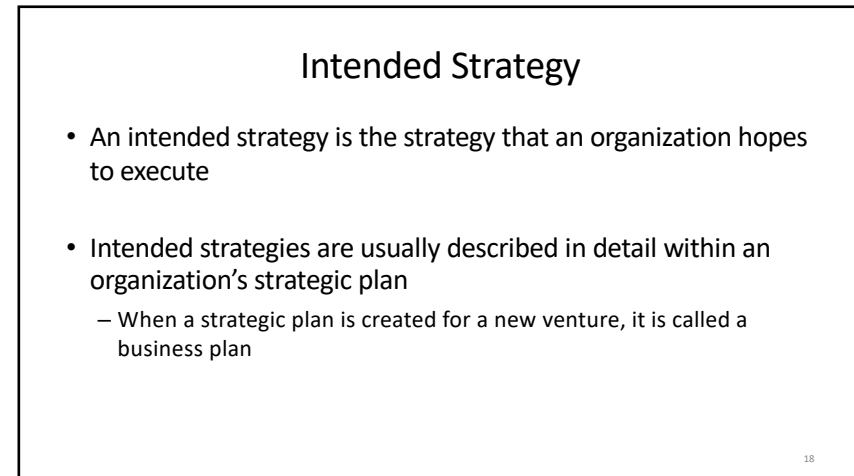 Intended Strategy
• An intended strategy is the strategy that an organization hopes
to execute
• Intended strategies are usually described in detail within an
organization’s strategic plan
– When a strategic plan is created for a new venture, it is called a
business plan
18